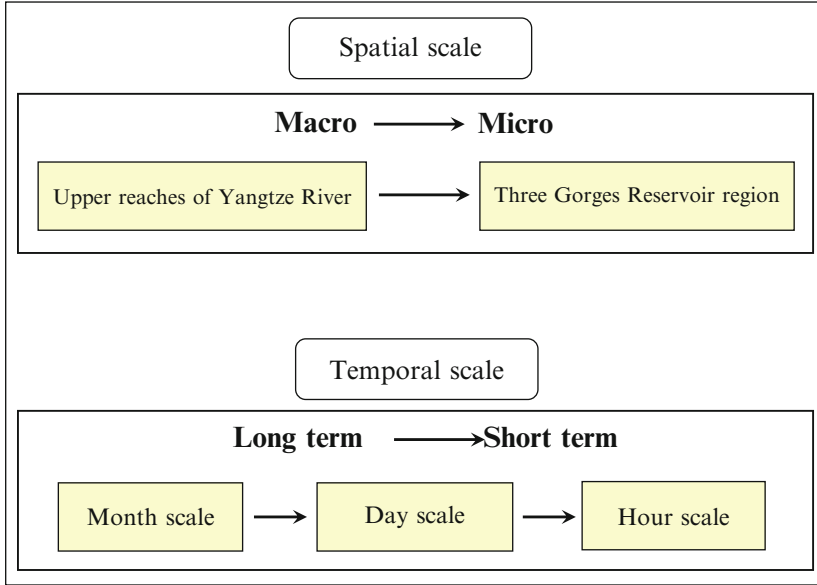 Spatial scale
Macro Micro
Upper reaches of Yangtze River Three Gorges Reservoir region
Temporal scale
Long term Short term
Month scale Day scale Hour scale